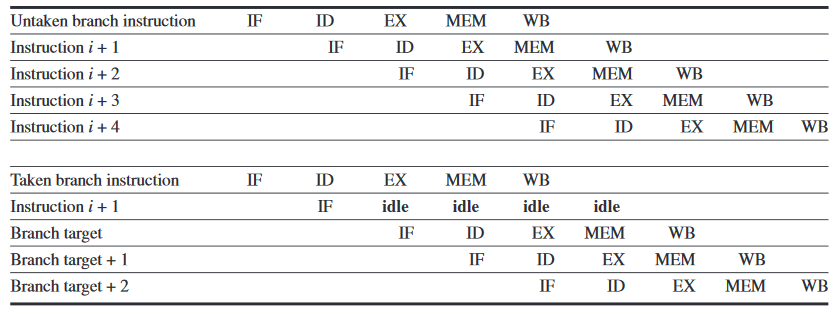 Untaken branch instruction IF ID EX MEM WB
Instruction i + 1 IF ID EX MEM WB
Instruction i + 2 IF ID EX MEM WB
Instruction i + 3 IF ID EX MEM WB
Instruction i + 4 IF ID EX MEM WB
Taken branch instruction IF ID EX MEM WB
Instruction i + 1 IF idle idle idle idle
Branch target IF ID EX MEM WB
Branch target + 1 IF ID EX MEM WB
Branch target + 2 IF ID EX MEM WB